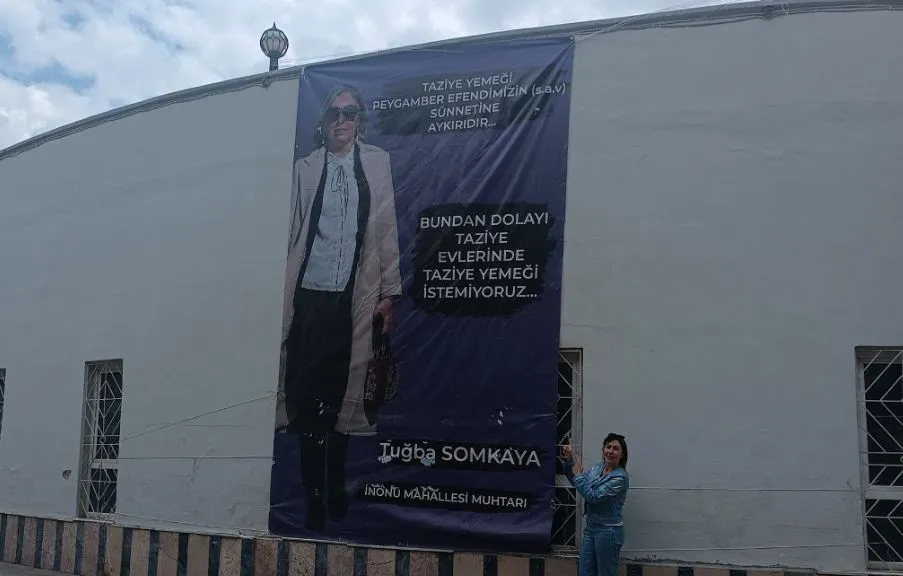 TAZİYE YEMEĞİ
PEYGAMBER EFENDİMİZİN (s.a.v)
SÜNNETİNE
AYKIRIDIR...
BUNDAN DOLAYI
TAZİYE
EVLERİNDE
TAZİYE YEMEĞİ
İSTEMİYORUZ...
Tuğba SOMKAYA
İNÖNÜ MAHALLESİ MUHTARI